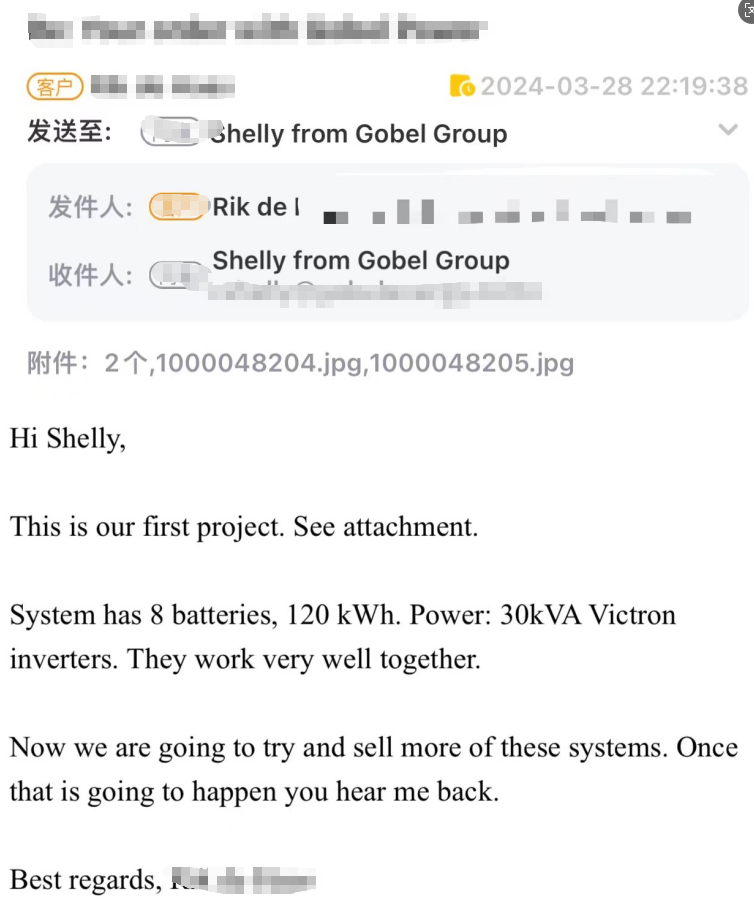 客户
2024-03-28 22:19:38
发送至: Shelly from Gobel Group
发件人: Rik de
收件人: Shelly from Gobel Group
附件: 2个,1000048204.jpg,1000048205.jpg
Hi Shelly,
This is our first project. See attachment.
System has 8 batteries, 120 kWh. Power: 30kVA Victron
inverters. They work very well together.
Now we are going to try and sell more of these systems. Once
that is going to happen you hear me back.
Best regards,